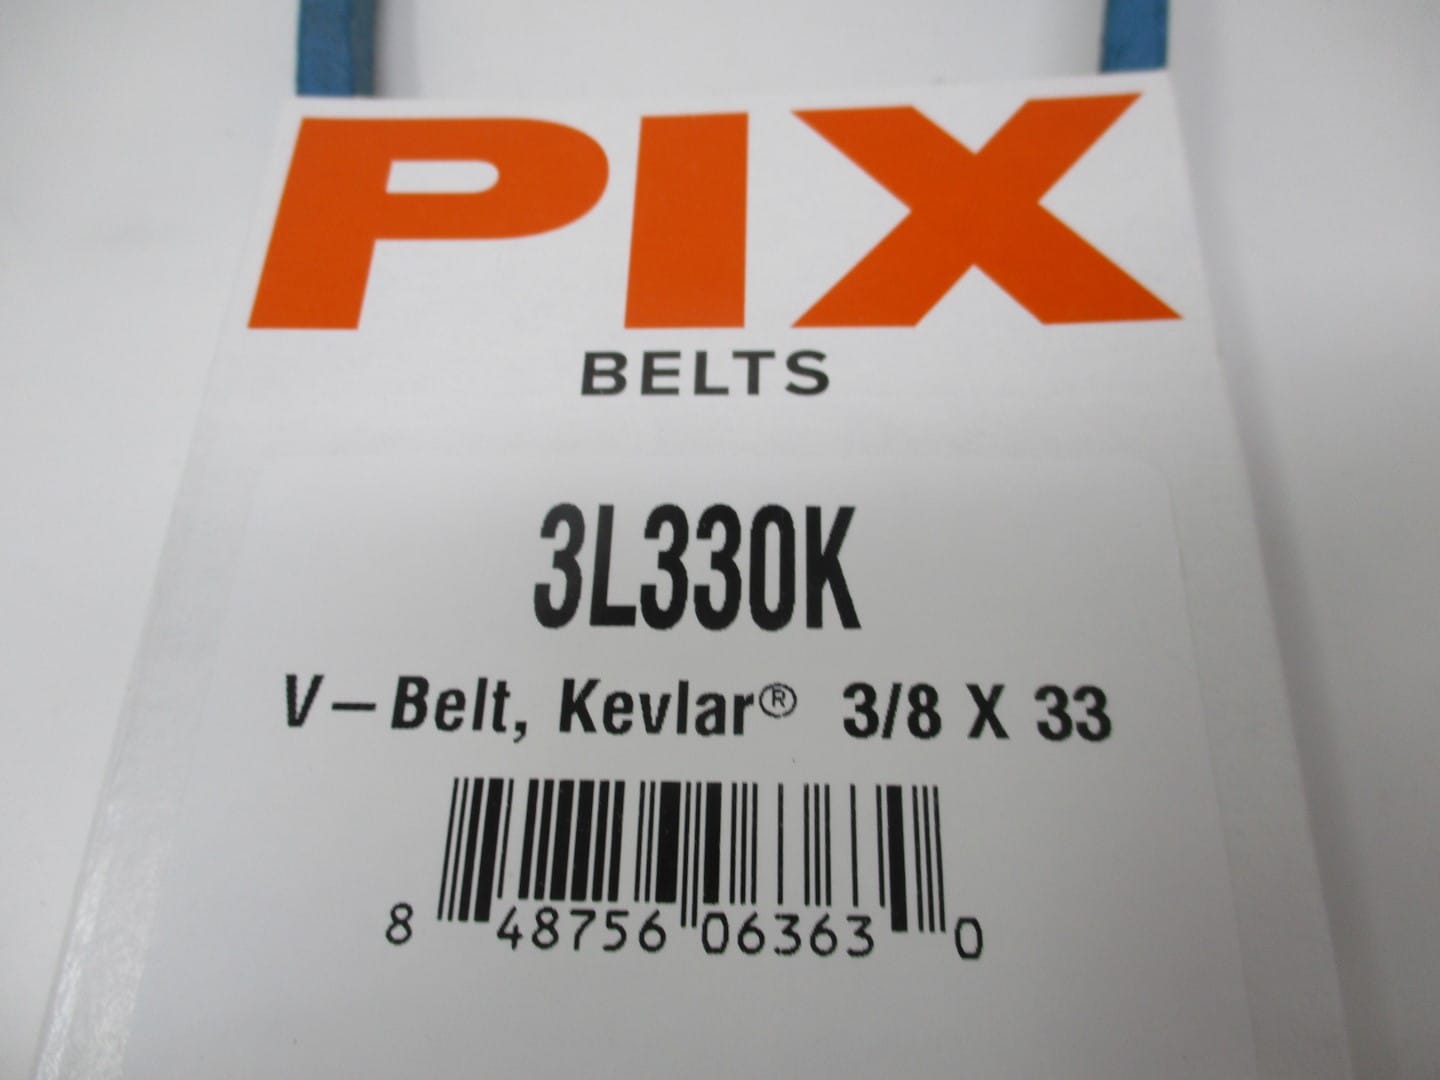 PIX
BELTS
3L330K
V-Belt, Kevlar® 3/8 X 33
8 48756 06363 0